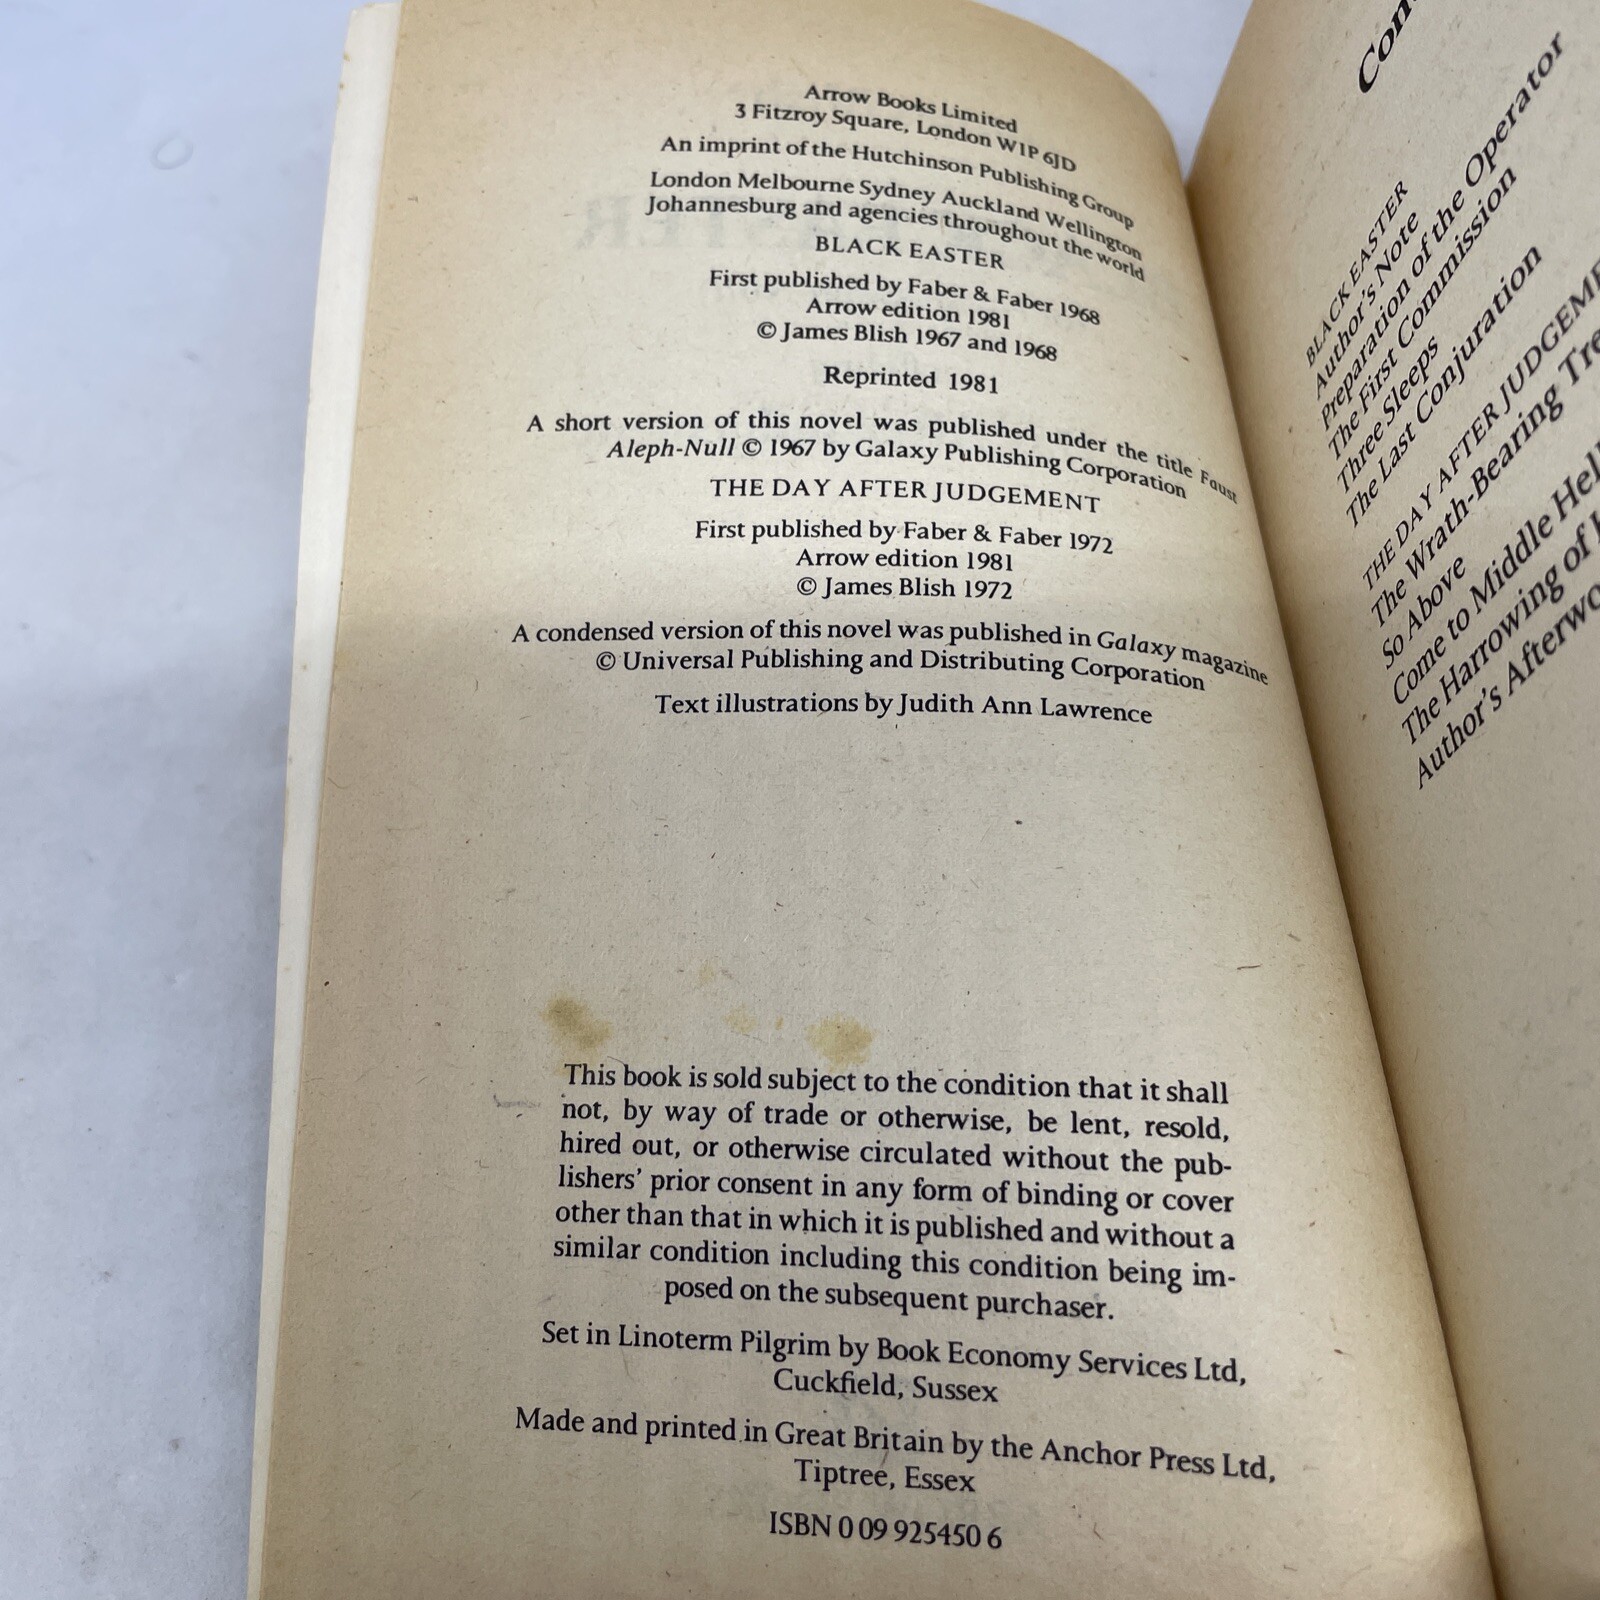 Arrow Books Limited
3 Fitzroy Square, London W1P 6JD
An imprint of the Hutchinson Publishing Group
London Melbourne Sydney Auckland Wellington
Johannesburg and agencies throughout the world
BLACK EASTER
First published by Faber & Faber 1968
Arrow edition 1981
© James Blish 1967 and 1968
Reprinted 1981
A short version of this novel was published under the title Faust
Aleph-Null © 1967 by Galaxy Publishing Corporation
THE DAY AFTER JUDGEMENT
First published by Faber & Faber 1972
Arrow edition 1981
© James Blish 1972
A condensed version of this novel was published in Galaxy magazine
© Universal Publishing and Distributing Corporation
Text illustrations by Judith Ann Lawrence
This book is sold subject to the condition that it shall
not, by way of trade or otherwise, be lent, resold,
hired out, or otherwise circulated without the pub-
lishers' prior consent in any form of binding or cover
other than that in which it is published and without a
similar condition including this condition being im-
posed on the subsequent purchaser.
Set in Linoterm Pilgrim by Book Economy Services Ltd,
Cuckfield, Sussex
Made and printed in Great Britain by the Anchor Press Ltd,
Tiptree, Essex
ISBN 0 09 925450 6
BLACK EASTER
Author's Note
Preparation of the Operator
The First Commission
Three Sleeps
The Last Conjuration
THE DAY AFTER
The Wrath-Bearing
So Above
Come to Middle Hell
The Harrowing of
Author's